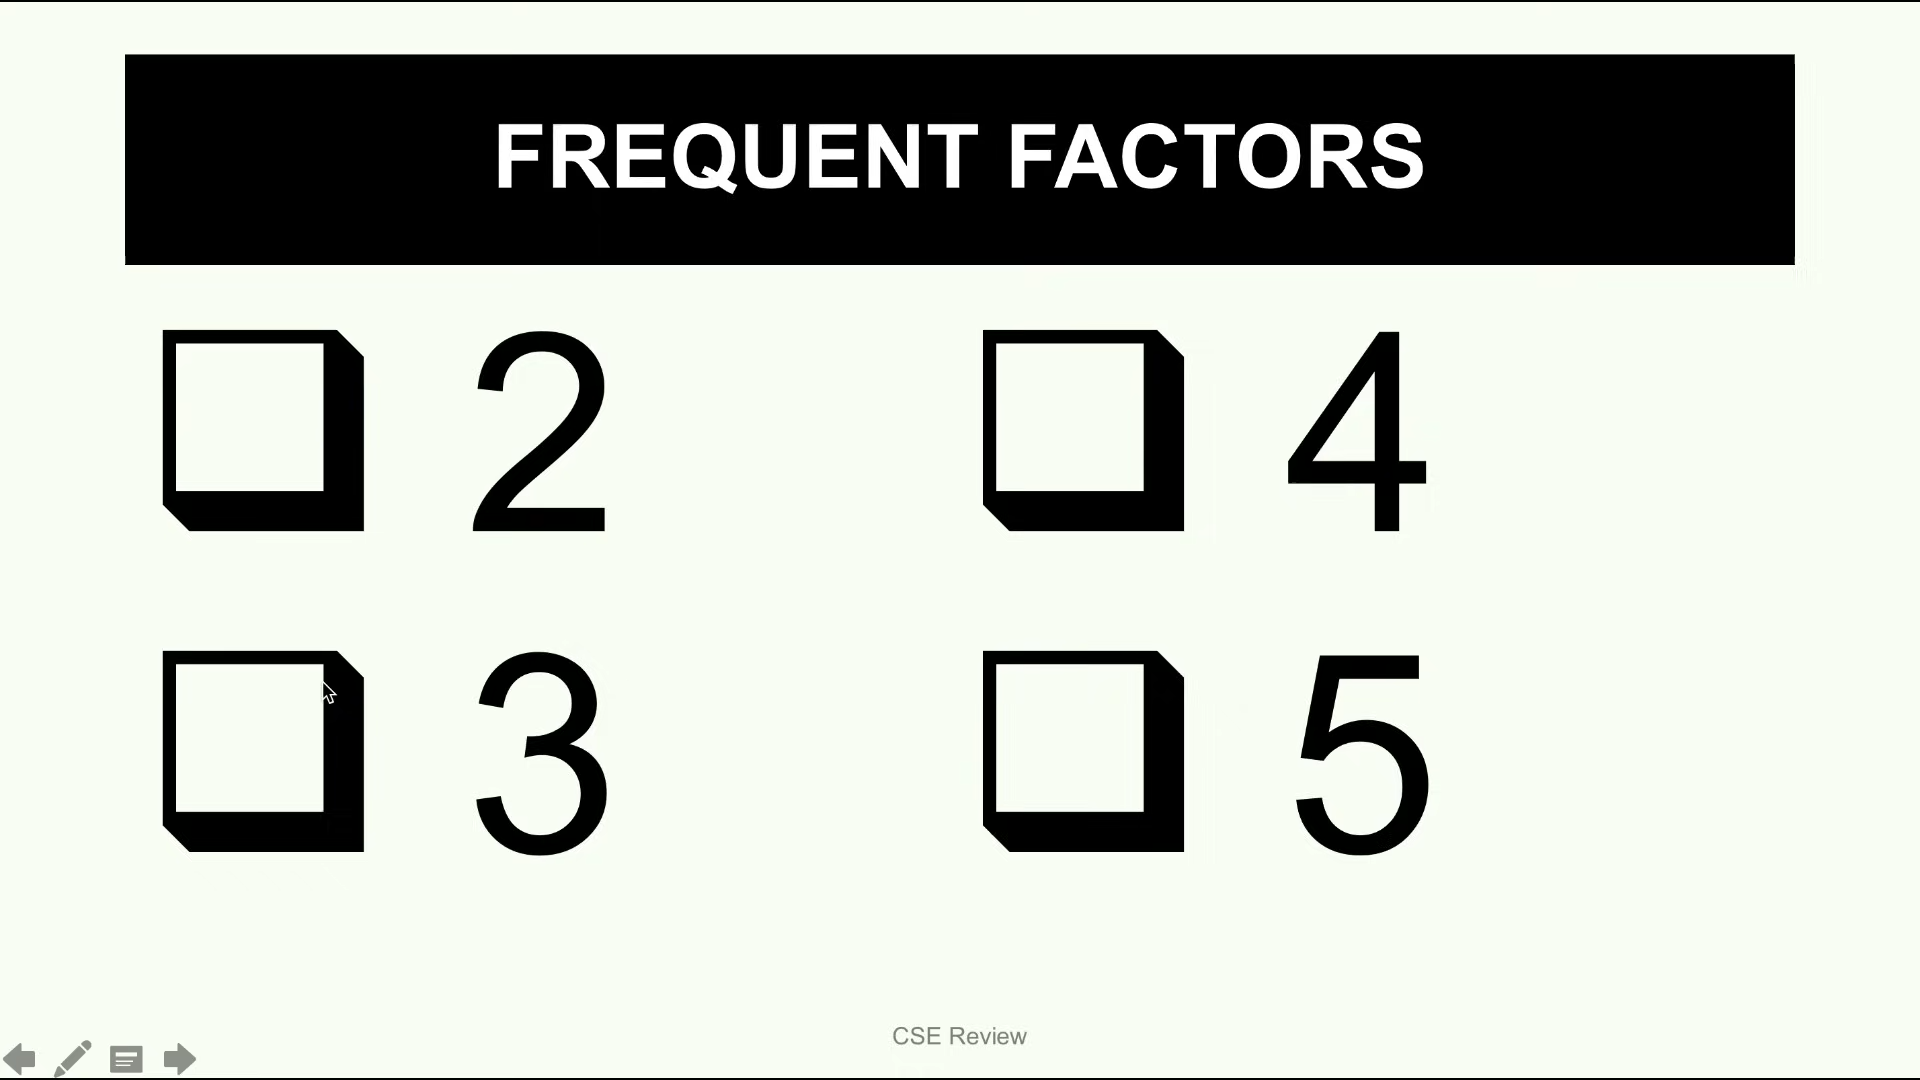 FREQUENT FACTORS
❑ 2
❑ 3
❑ 4
❑ 5
CSE Review